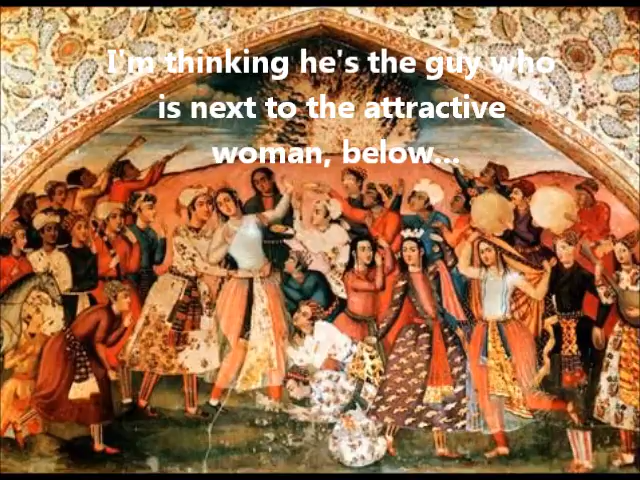 I'm thinking he's the guy who
is next to the attractive
woman, below...